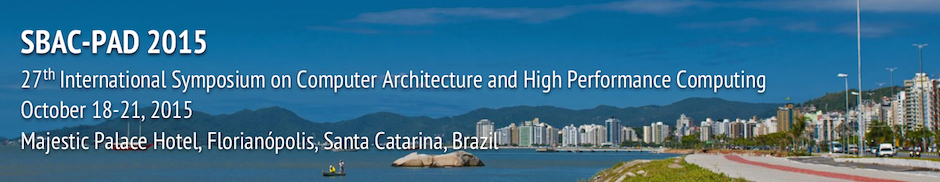 SBAC-PAD 2015
27th International Symposium on Computer Architecture and High Performance Computing
October 18-21, 2015
Majestic Palace Hotel, Florianópolis, Santa Catarina, Brazil